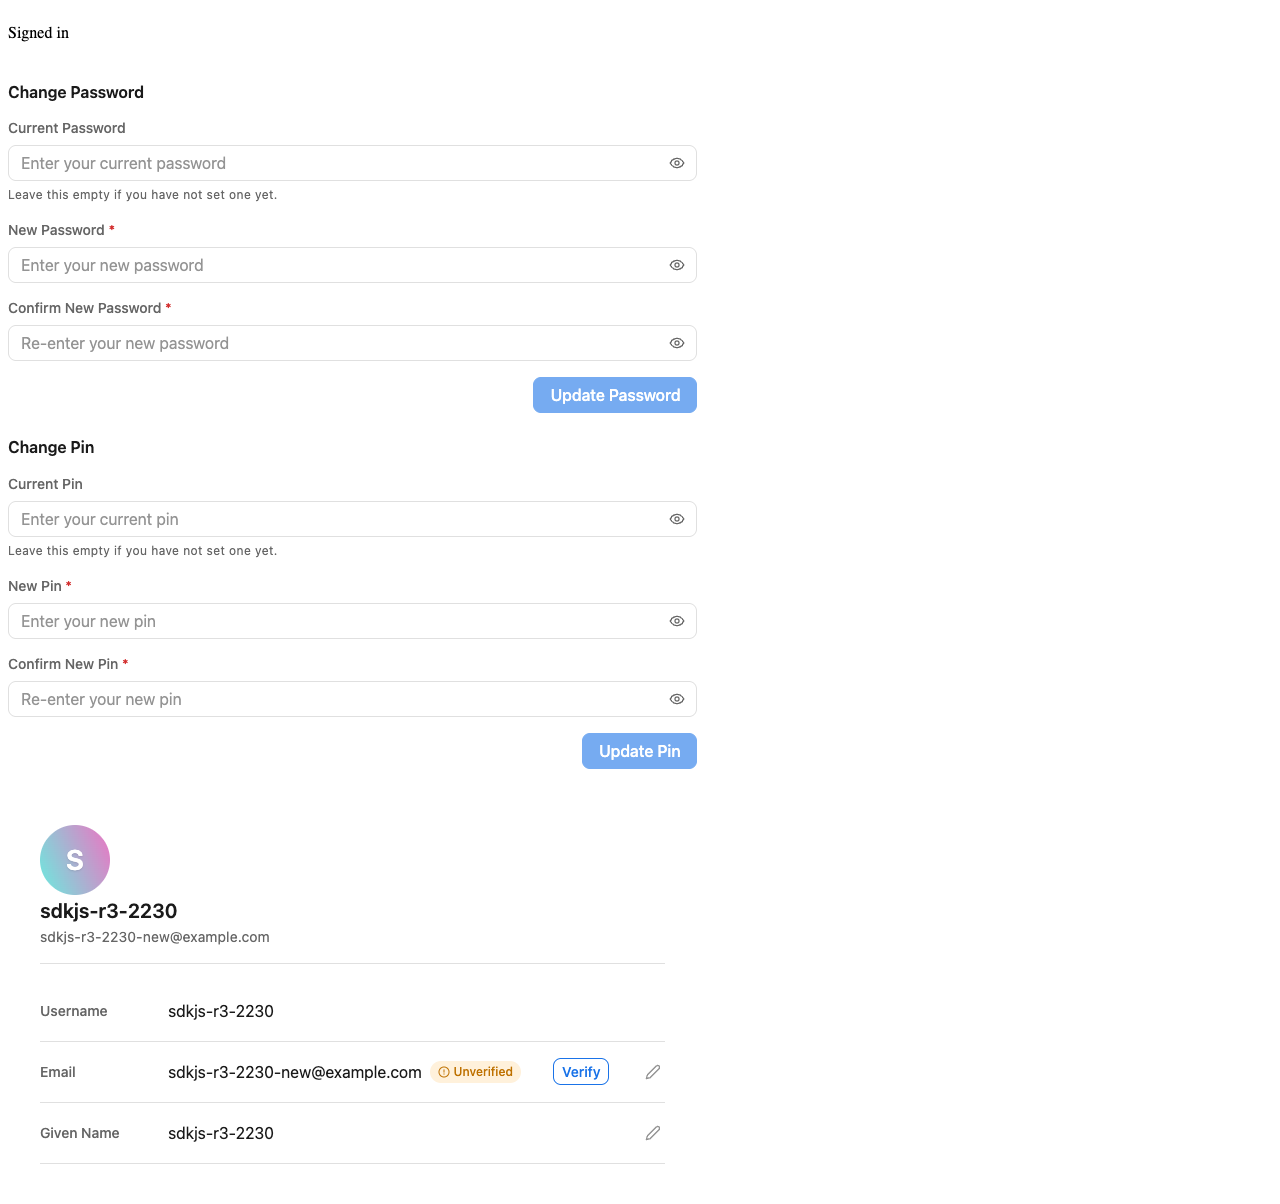 Signed in
Change Password
Current Password
Enter your current password
Leave this empty if you have not set one yet.
New Password *
Enter your new password
Confirm New Password *
Re-enter your new password
Update Password
Change Pin
Current Pin
Enter your current pin
Leave this empty if you have not set one yet.
New Pin *
Enter your new pin
Confirm New Pin *
Re-enter your new pin
Update Pin
S
sdkjs-r3-2230
sdkjs-r3-2230-new@example.com
Username sdkjs-r3-2230
Email sdkjs-r3-2230-new@example.com Unverified Verify
Given Name sdkjs-r3-2230